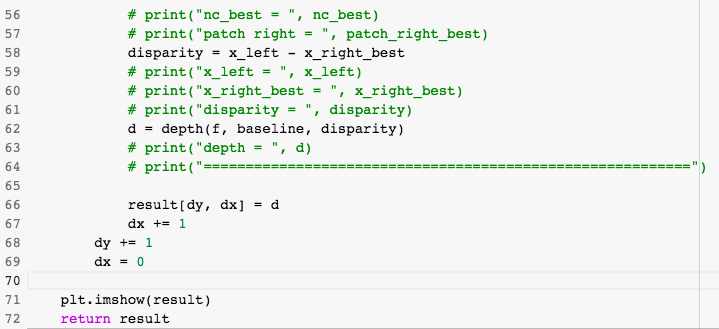 56 # print("nc_best = ", nc_best)
57 # print("patch right = ", patch_right_best)
58 disparity = x_left - x_right_best
59 # print("x_left = ", x_left)
60 # print("x_right_best = ", x_right_best)
61 # print("disparity = ", disparity)
62 d = depth(f, baseline, disparity)
63 # print("depth = ", d)
64 # print("===========================================================")
65
66 result[dy, dx] = d
67 dx += 1
68 dy += 1
69 dx = 0
70
71 plt.imshow(result)
72 return result